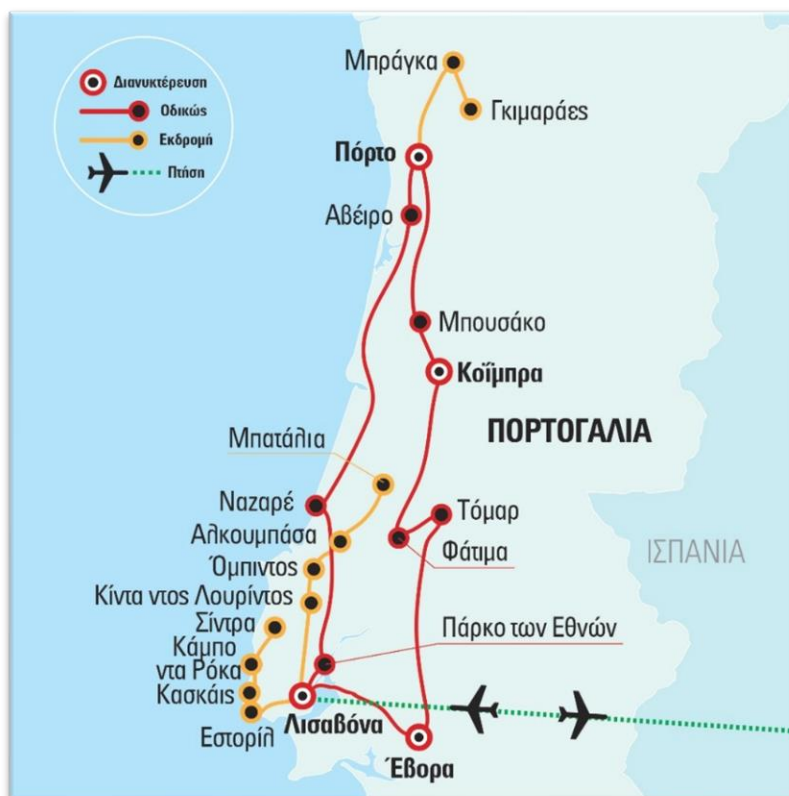 Διανυκτέρευση
Οδικώς
Εκδρομή
Πτήση
Μπράγκα
Γκιμαράες
Πόρτο
Αβέιρο
Μπουσάκο
Κοΐμπρα
ΠΟΡΤΟΓΑΛΙΑ
Μπατάλια
Ναζαρέ
Τόμαρ
Αλκουμπάσα
Φάτιμα
ΙΣΠΑΝΙΑ
Όμπιντος
Κίντα ντος Λουρίντος
Σίντρα
Πάρκο των Εθνών
Κάμπο
ντα Ρόκα
Κασκάις
Λισαβόνα
Εστορίλ
Έβορα